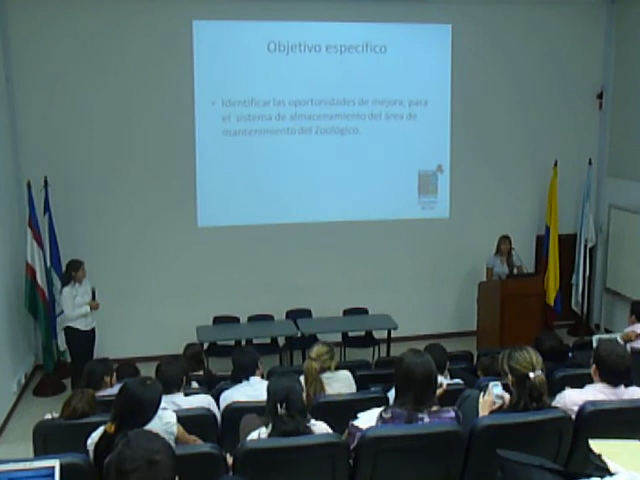 Objetivo específico
• Identificar las oportunidades de mejora, para
el sistema de almacenamiento del área de
mantenimiento del Zoológico.